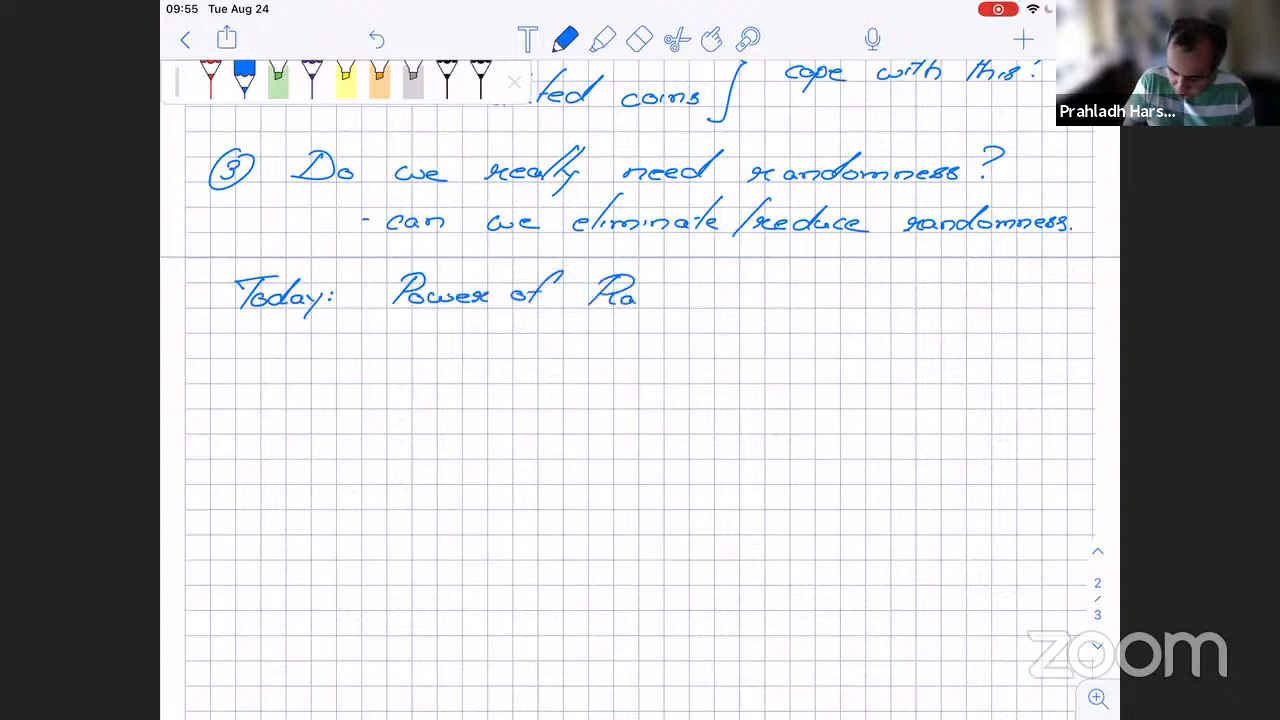 09:55 Tue Aug 24
cope with this?
ted coins
Prahladh Hars...
③ Do we really need randomness?
- can we eliminate/reduce randomness.
Today: Power of Ra
2
3
zoom